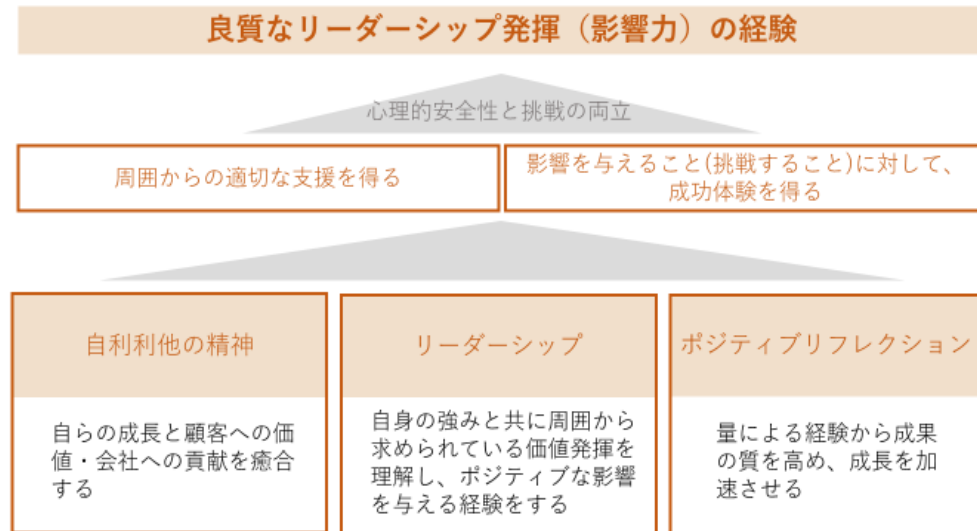 良質なリーダーシップ発揮（影響力）の経験
心理的安全性と挑戦の両立
周囲からの適切な支援を得る
影響を与えること(挑戦すること)に対して、
成功体験を得る
自利利他の精神
自らの成長と顧客への価
値・会社への貢献を癒合
する
リーダーシップ
自身の強みと共に周囲から
求められている価値発揮を
理解し、ポジティブな影響
を与える経験をする
ポジティブリフレクション
量による経験から成果
の質を高め、成長を加
速させる